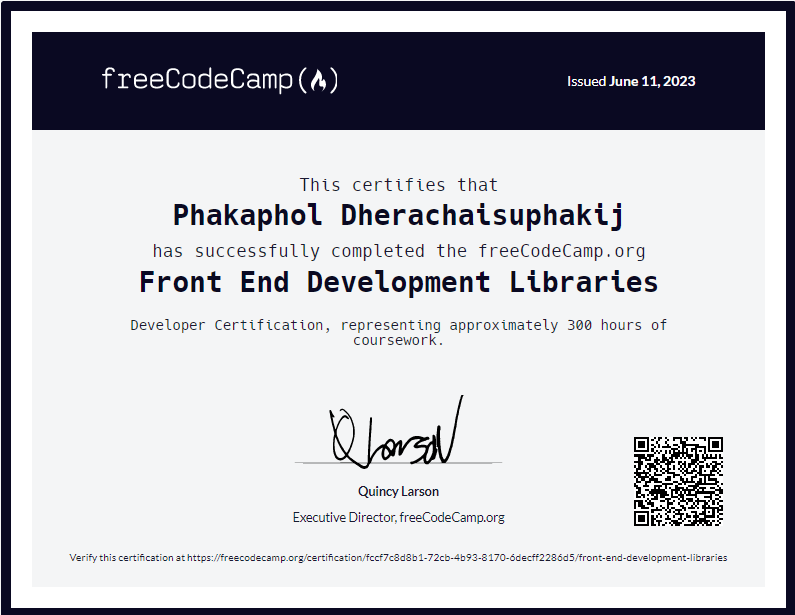 freeCodeCamp
Issued June 11, 2023
This certifies that
Phakaphol Dherachaisuphakij
has successfully completed the freeCodeCamp.org
Front End Development Libraries
Developer Certification, representing approximately 300 hours of
coursework.
QLarson
Quincy Larson
Executive Director, freeCodeCamp.org
Verify this certification at https://freecodecamp.org/certification/fccf7c8d8b1-72cb-4b93-8170-6decff2286d5/front-end-development-libraries